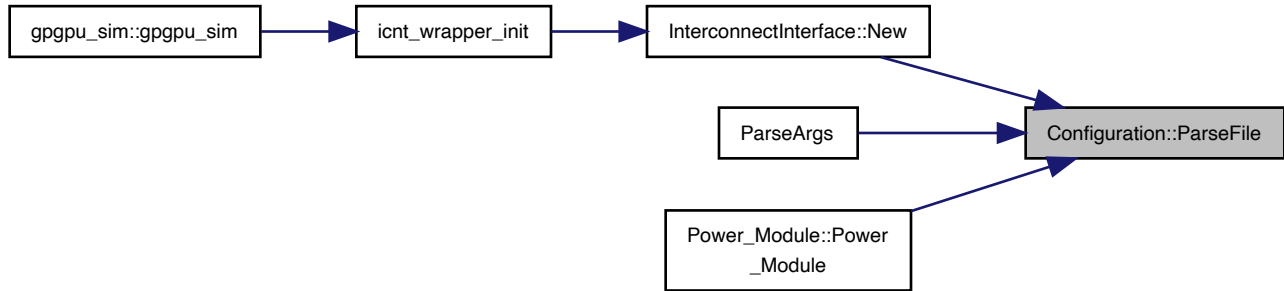 gpgpu_sim::gpgpu_sim
icnt_wrapper_init
InterconnectInterface::New
ParseArgs
Configuration::ParseFile
Power_Module::Power
_Module